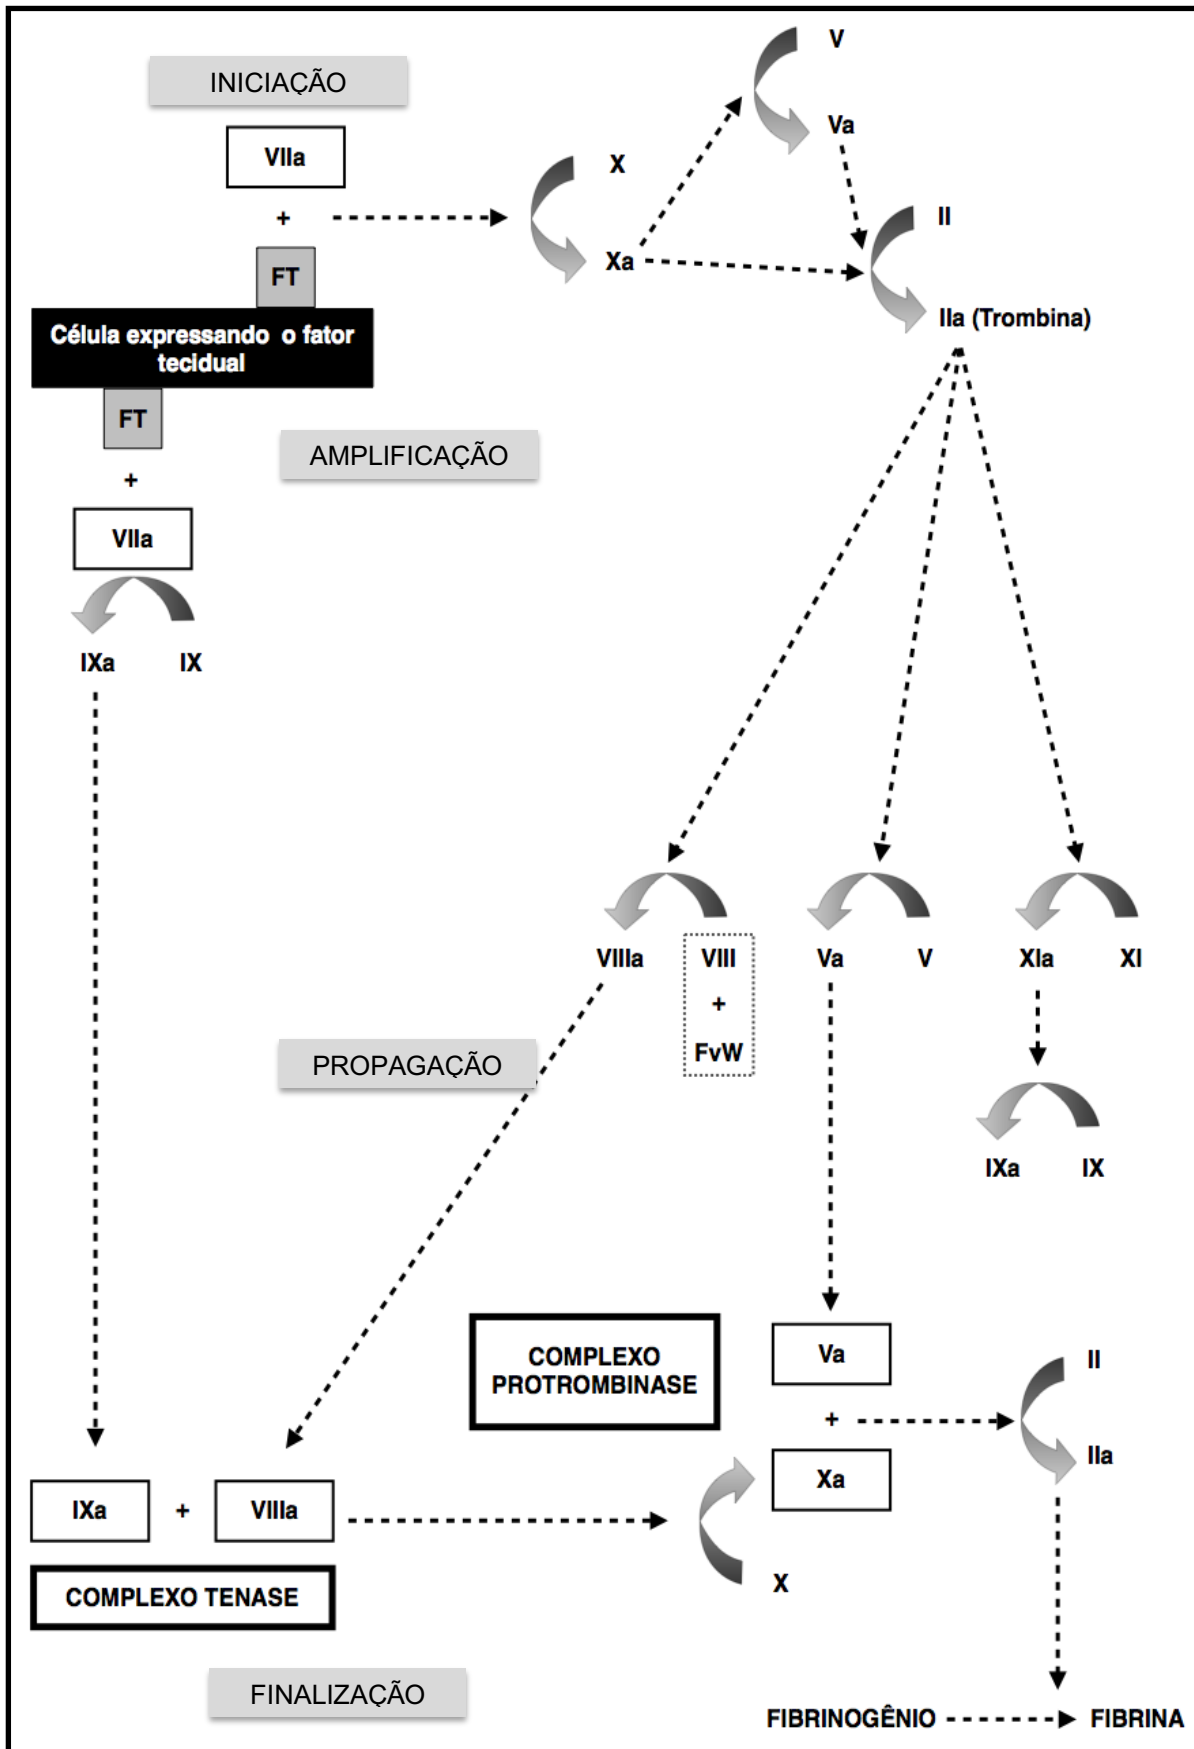 INICIAÇÃO
VIIa
+
FT
Célula expressando o fator
tecidual
FT
+
VIIa
IXa IX
X
Xa
V
Va
II
IIa (Trombina)
AMPLIFICAÇÃO
VIIIa VIII Va V XIa XI
+
FvW
PROPAGAÇÃO
IXa IX
COMPLEXO
PROTROMBINASE
Va
+
Xa
II
IIa
IXa + VIIIa
X
COMPLEXO TENASE
FINALIZAÇÃO
FIBRINOGÊNIO FIBRINA